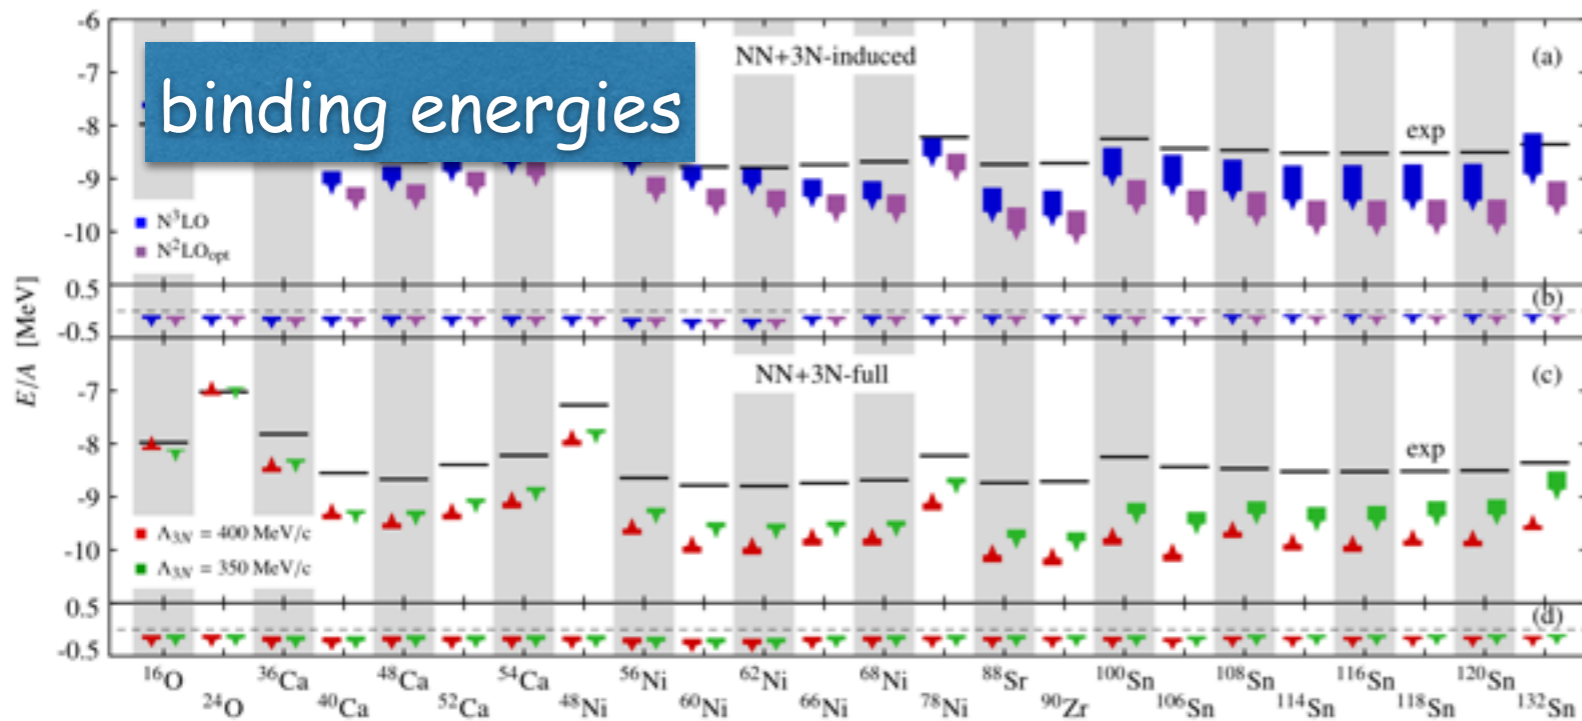 -6
NN+3N-induced
(a)
-7
binding energies
-8
exp
-9
N³LO
-10
N²LOopt
0.5
(b)
-0.5
E/A [MeV]
NN+3N-full
(c)
-7
-8
exp
-9
Λ3N = 400 MeV/c
-10
Λ3N = 350 MeV/c
0.5
(d)
-0.5
¹⁶O ³⁶Ca ⁴⁸Ca ⁵⁴Ca ⁵⁶Ni ⁶²Ni ⁶⁸Ni ⁸⁸Sr ¹⁰⁰Sn ¹⁰⁸Sn ¹¹⁶Sn ¹²⁰Sn
²⁴O ⁴⁰Ca ⁵²Ca ⁴⁸Ni ⁶⁰Ni ⁶⁶Ni ⁷⁸Ni ⁹⁰Zr ¹⁰⁶Sn ¹¹⁴Sn ¹¹⁸Sn ¹³²Sn